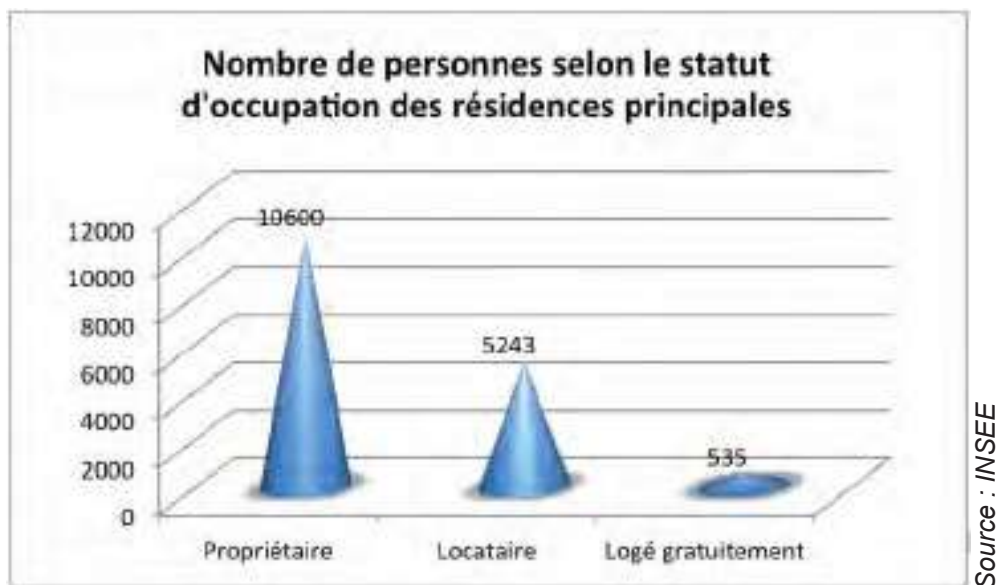 Nombre de personnes selon le statut
d'occupation des résidences principales
12000
10000
8000
6000
4000
2000
0
10600
5243
535
Propriétaire
Locataire
Logé gratuitement
Source : INSEE